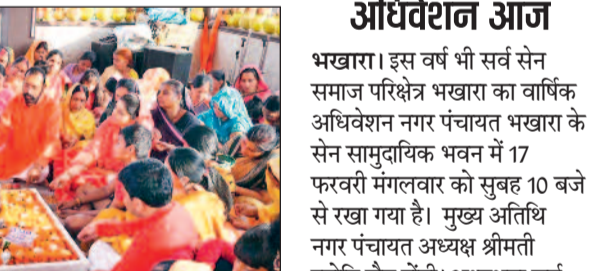 अधिवेशन आज
भखारा। इस वर्ष भी सर्व सेन
समाज परिक्षेत्र भखारा का वार्षिक
अधिवेशन नगर पंचायत भखारा के
सेन सामुदायिक भवन में 17
फरवरी मंगलवार को सुबह 10 बजे
से रखा गया है। मुख्य अतिथि
नगर पंचायत अध्यक्ष श्रीमती